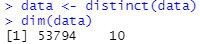 > data <- distinct(data)
> dim(data)
[1] 53794    10